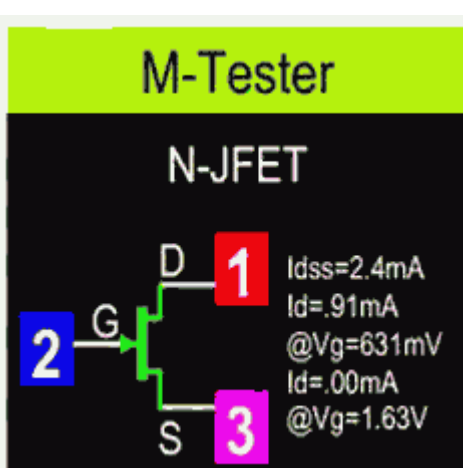 M-Tester
N-JFET
D
1
G
2
S
3
Idss=2.4mA
Id=.91mA
@Vg=631mV
Id=.00mA
@Vg=1.63V